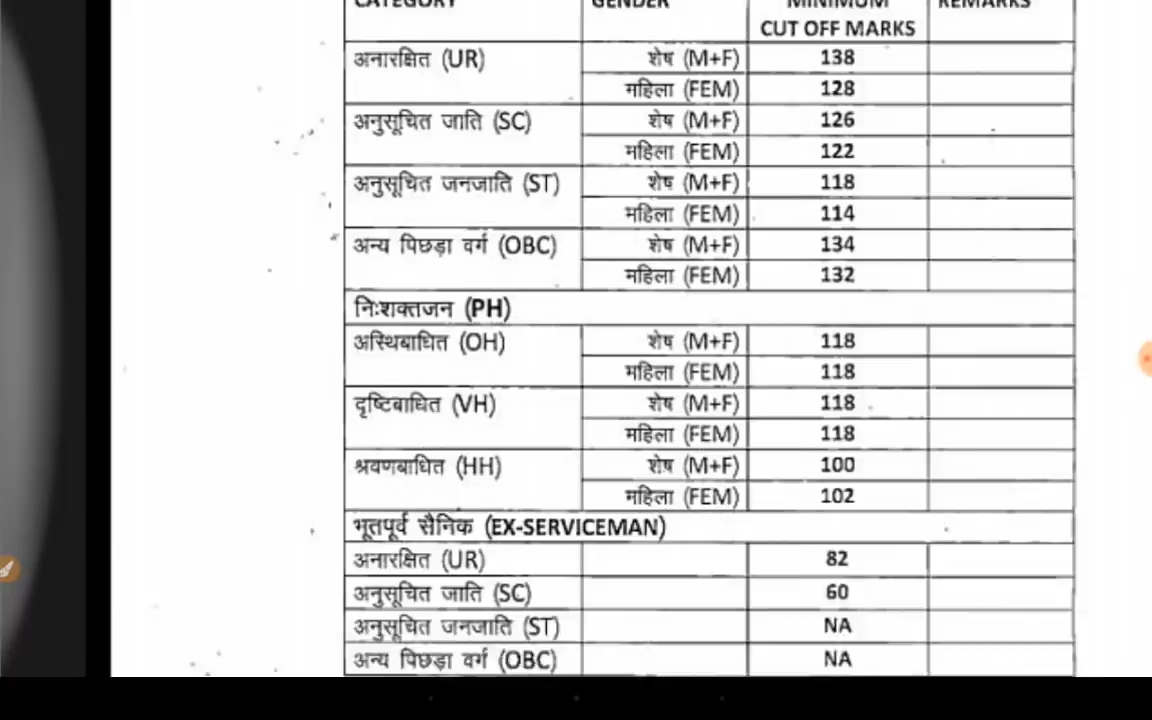 CATEGORY GENDER MINIMUM CUT OFF MARKS REMARKS
अनारक्षित (UR) शेष (M+F) 138
महिला (FEM) 128
अनुसूचित जाति (SC) शेष (M+F) 126
महिला (FEM) 122
अनुसूचित जनजाति (ST) शेष (M+F) 118
महिला (FEM) 114
अन्य पिछड़ा वर्ग (OBC) शेष (M+F) 134
महिला (FEM) 132
निःशक्तजन (PH)
अस्थिबाधित (OH) शेष (M+F) 118
महिला (FEM) 118
दृष्टिबाधित (VH) शेष (M+F) 118
महिला (FEM) 118
श्रवणबाधित (HH) शेष (M+F) 100
महिला (FEM) 102
भूतपूर्व सैनिक (EX-SERVICEMAN)
अनारक्षित (UR) 82
अनुसूचित जाति (SC) 60
अनुसूचित जनजाति (ST) NA
अन्य पिछड़ा वर्ग (OBC) NA